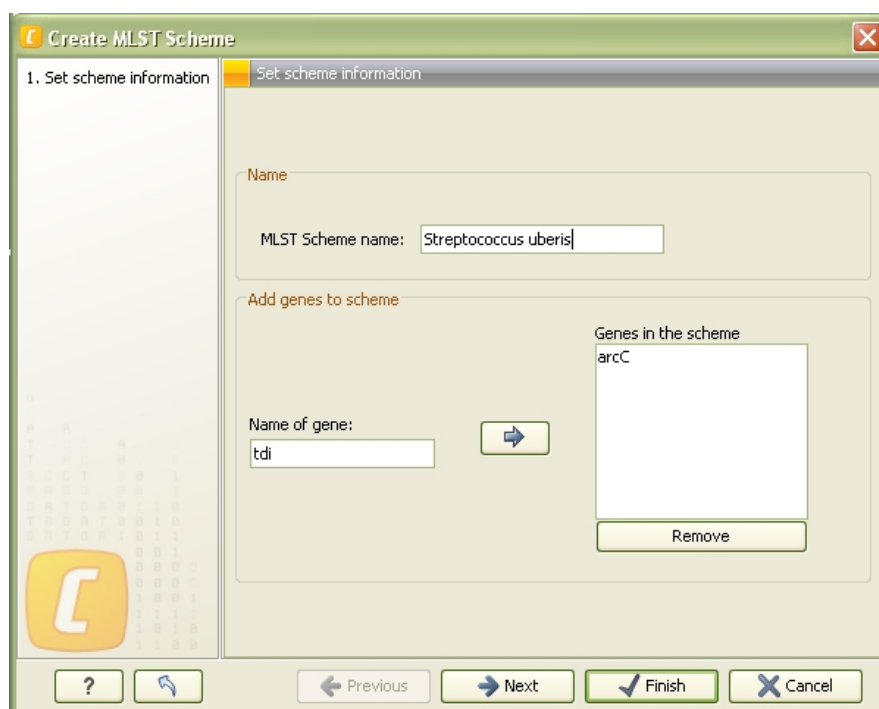 Create MLST Scheme
1. Set scheme information
Set scheme information
Name
MLST Scheme name:
Streptococcus uberis
Add genes to scheme
Genes in the scheme
arcC
Name of gene:
tdi
Remove
?
Previous
Next
Finish
Cancel